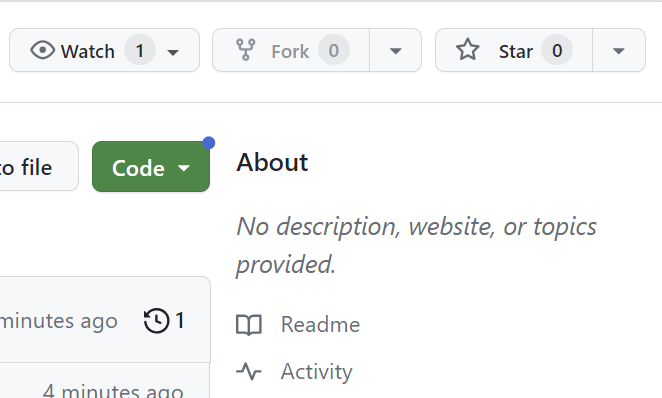 Watch 1
Fork 0
Star 0
to file
Code
About
No description, website, or topics
provided.
minutes ago 1
Readme
4 minutes ago
Activity